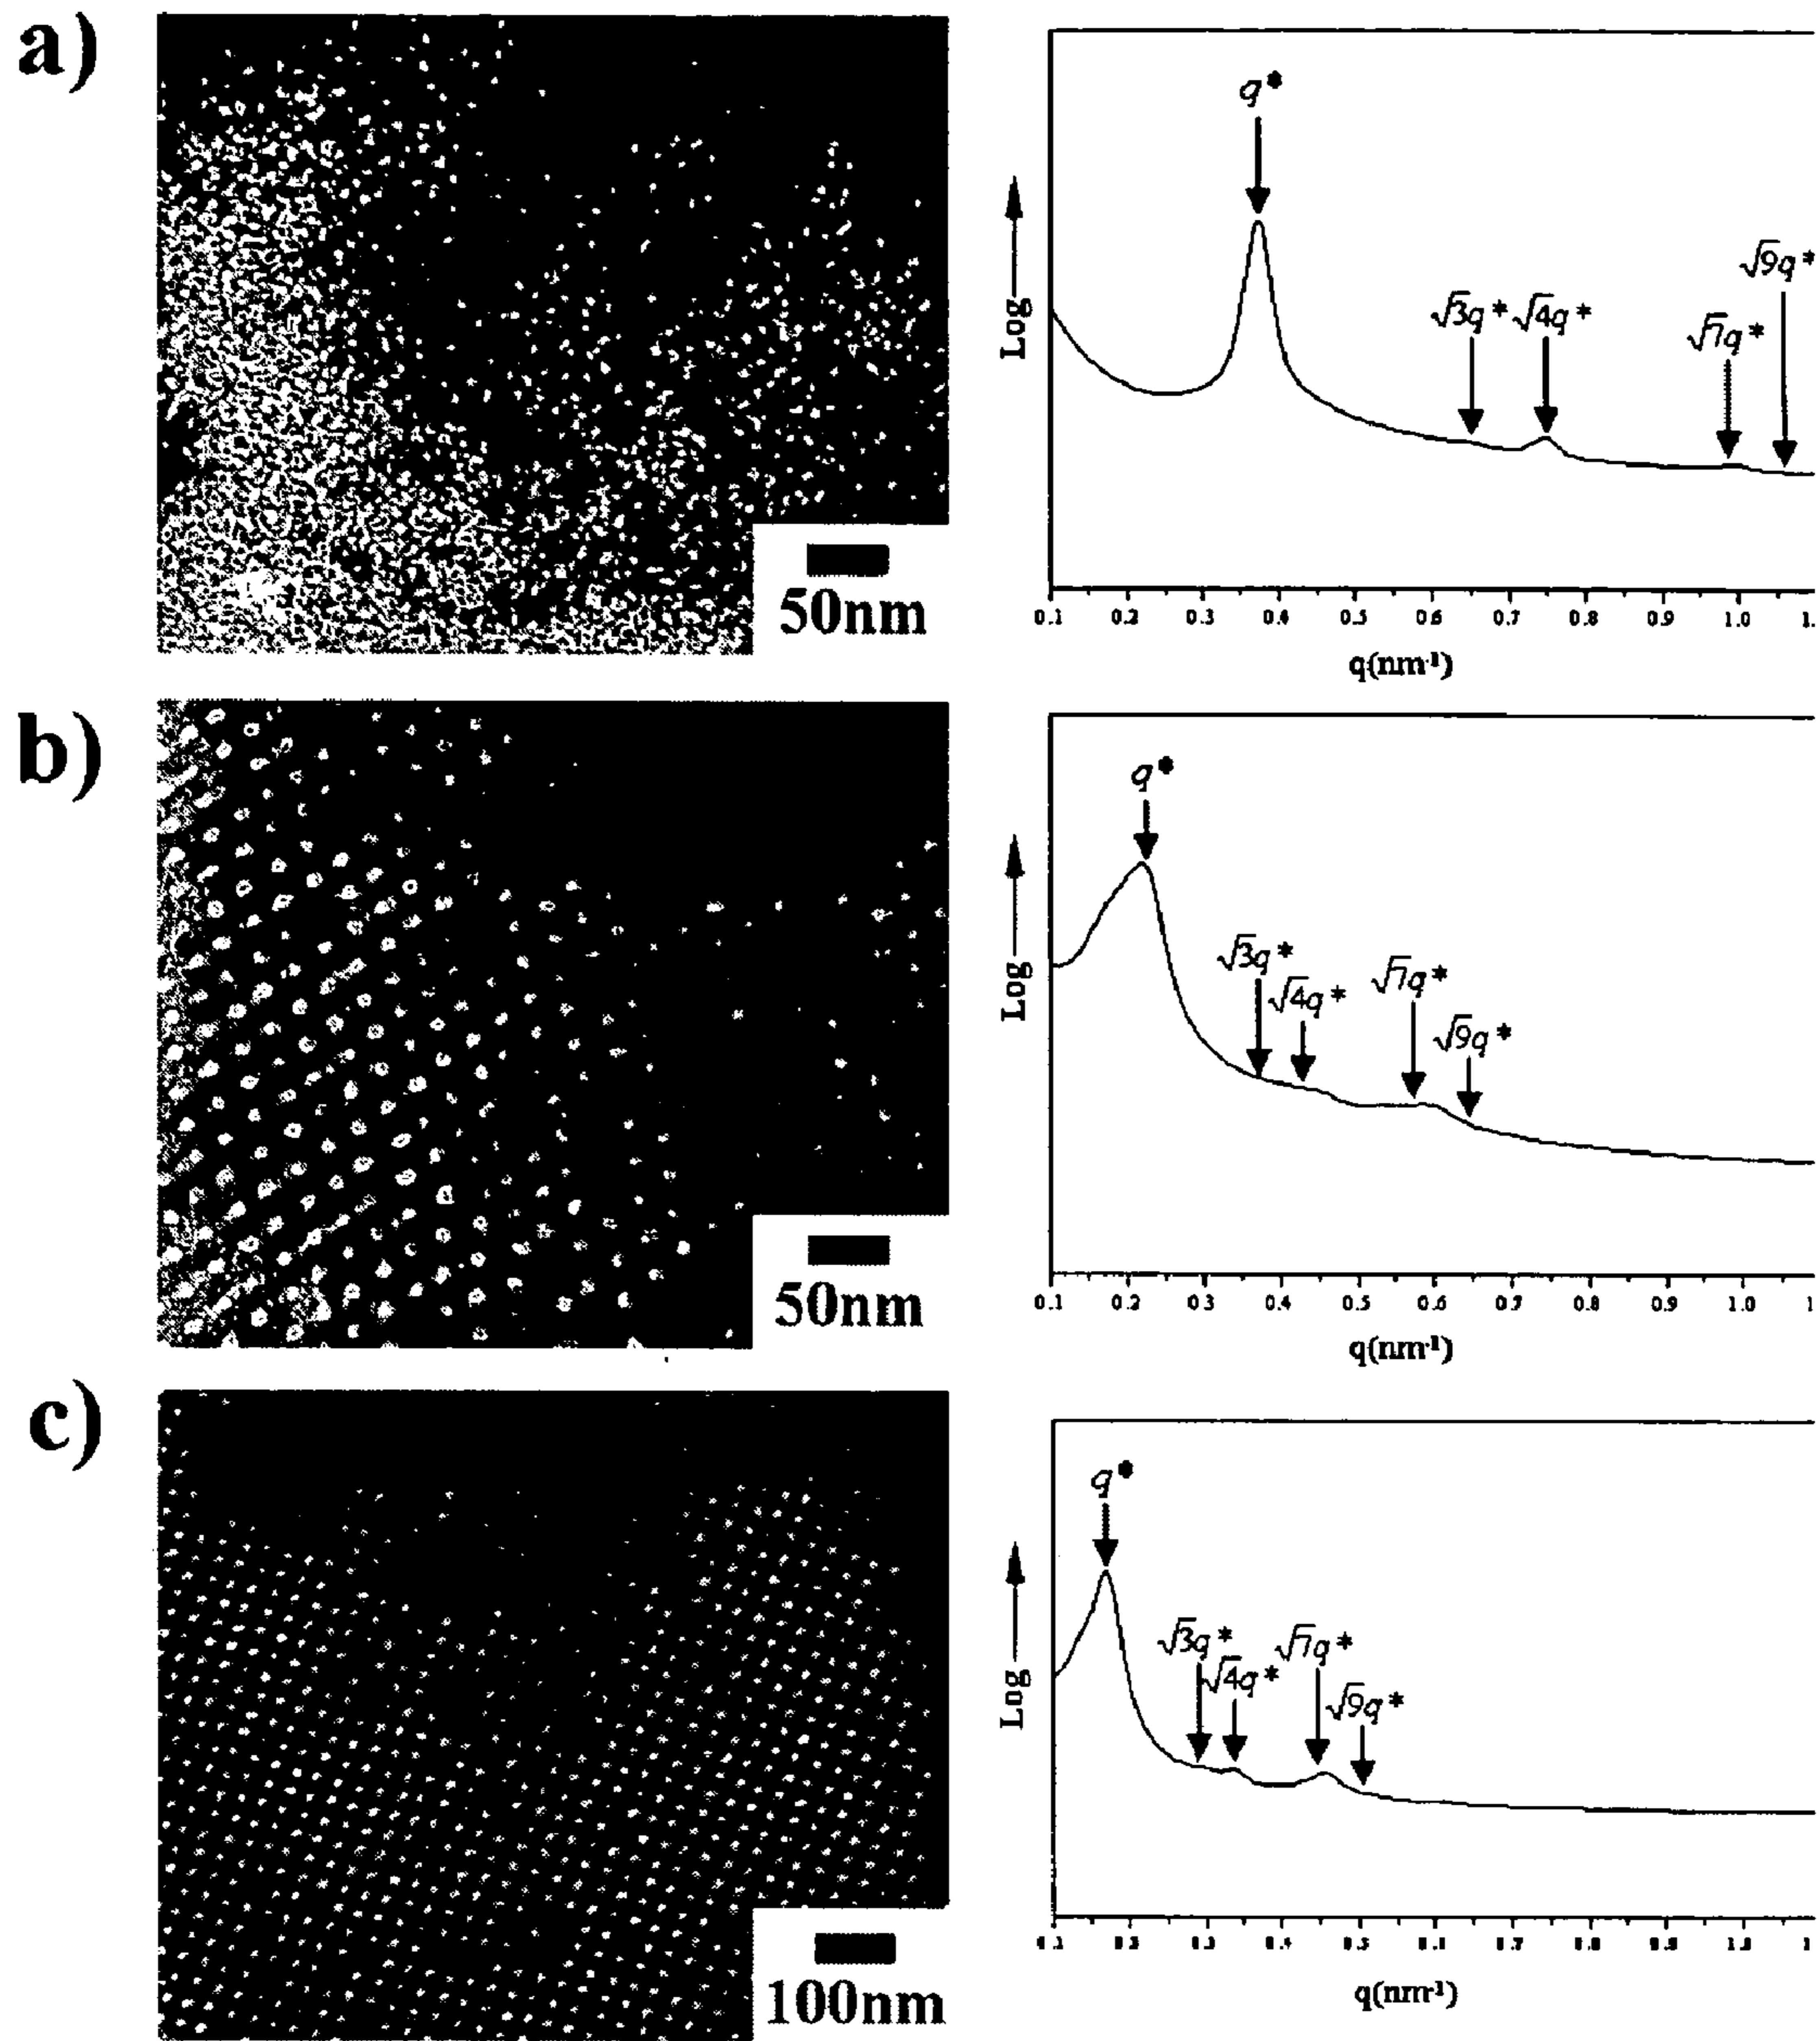 a)
50nm
Log
q*
√3q* √4q*
√7q*
√9q*
0.1 0.2 0.3 0.4 0.5 0.6 0.7 0.8 0.9 1.0 1.
q(nm⁻¹)
b)
50nm
Log
q*
√3q*
√4q*
√7q*
√9q*
0.1 0.2 0.3 0.4 0.5 0.6 0.7 0.8 0.9 1.0 1
q(nm⁻¹)
c)
100nm
Log
q*
√3q*
√4q*
√7q*
√9q*
q(nm⁻¹)